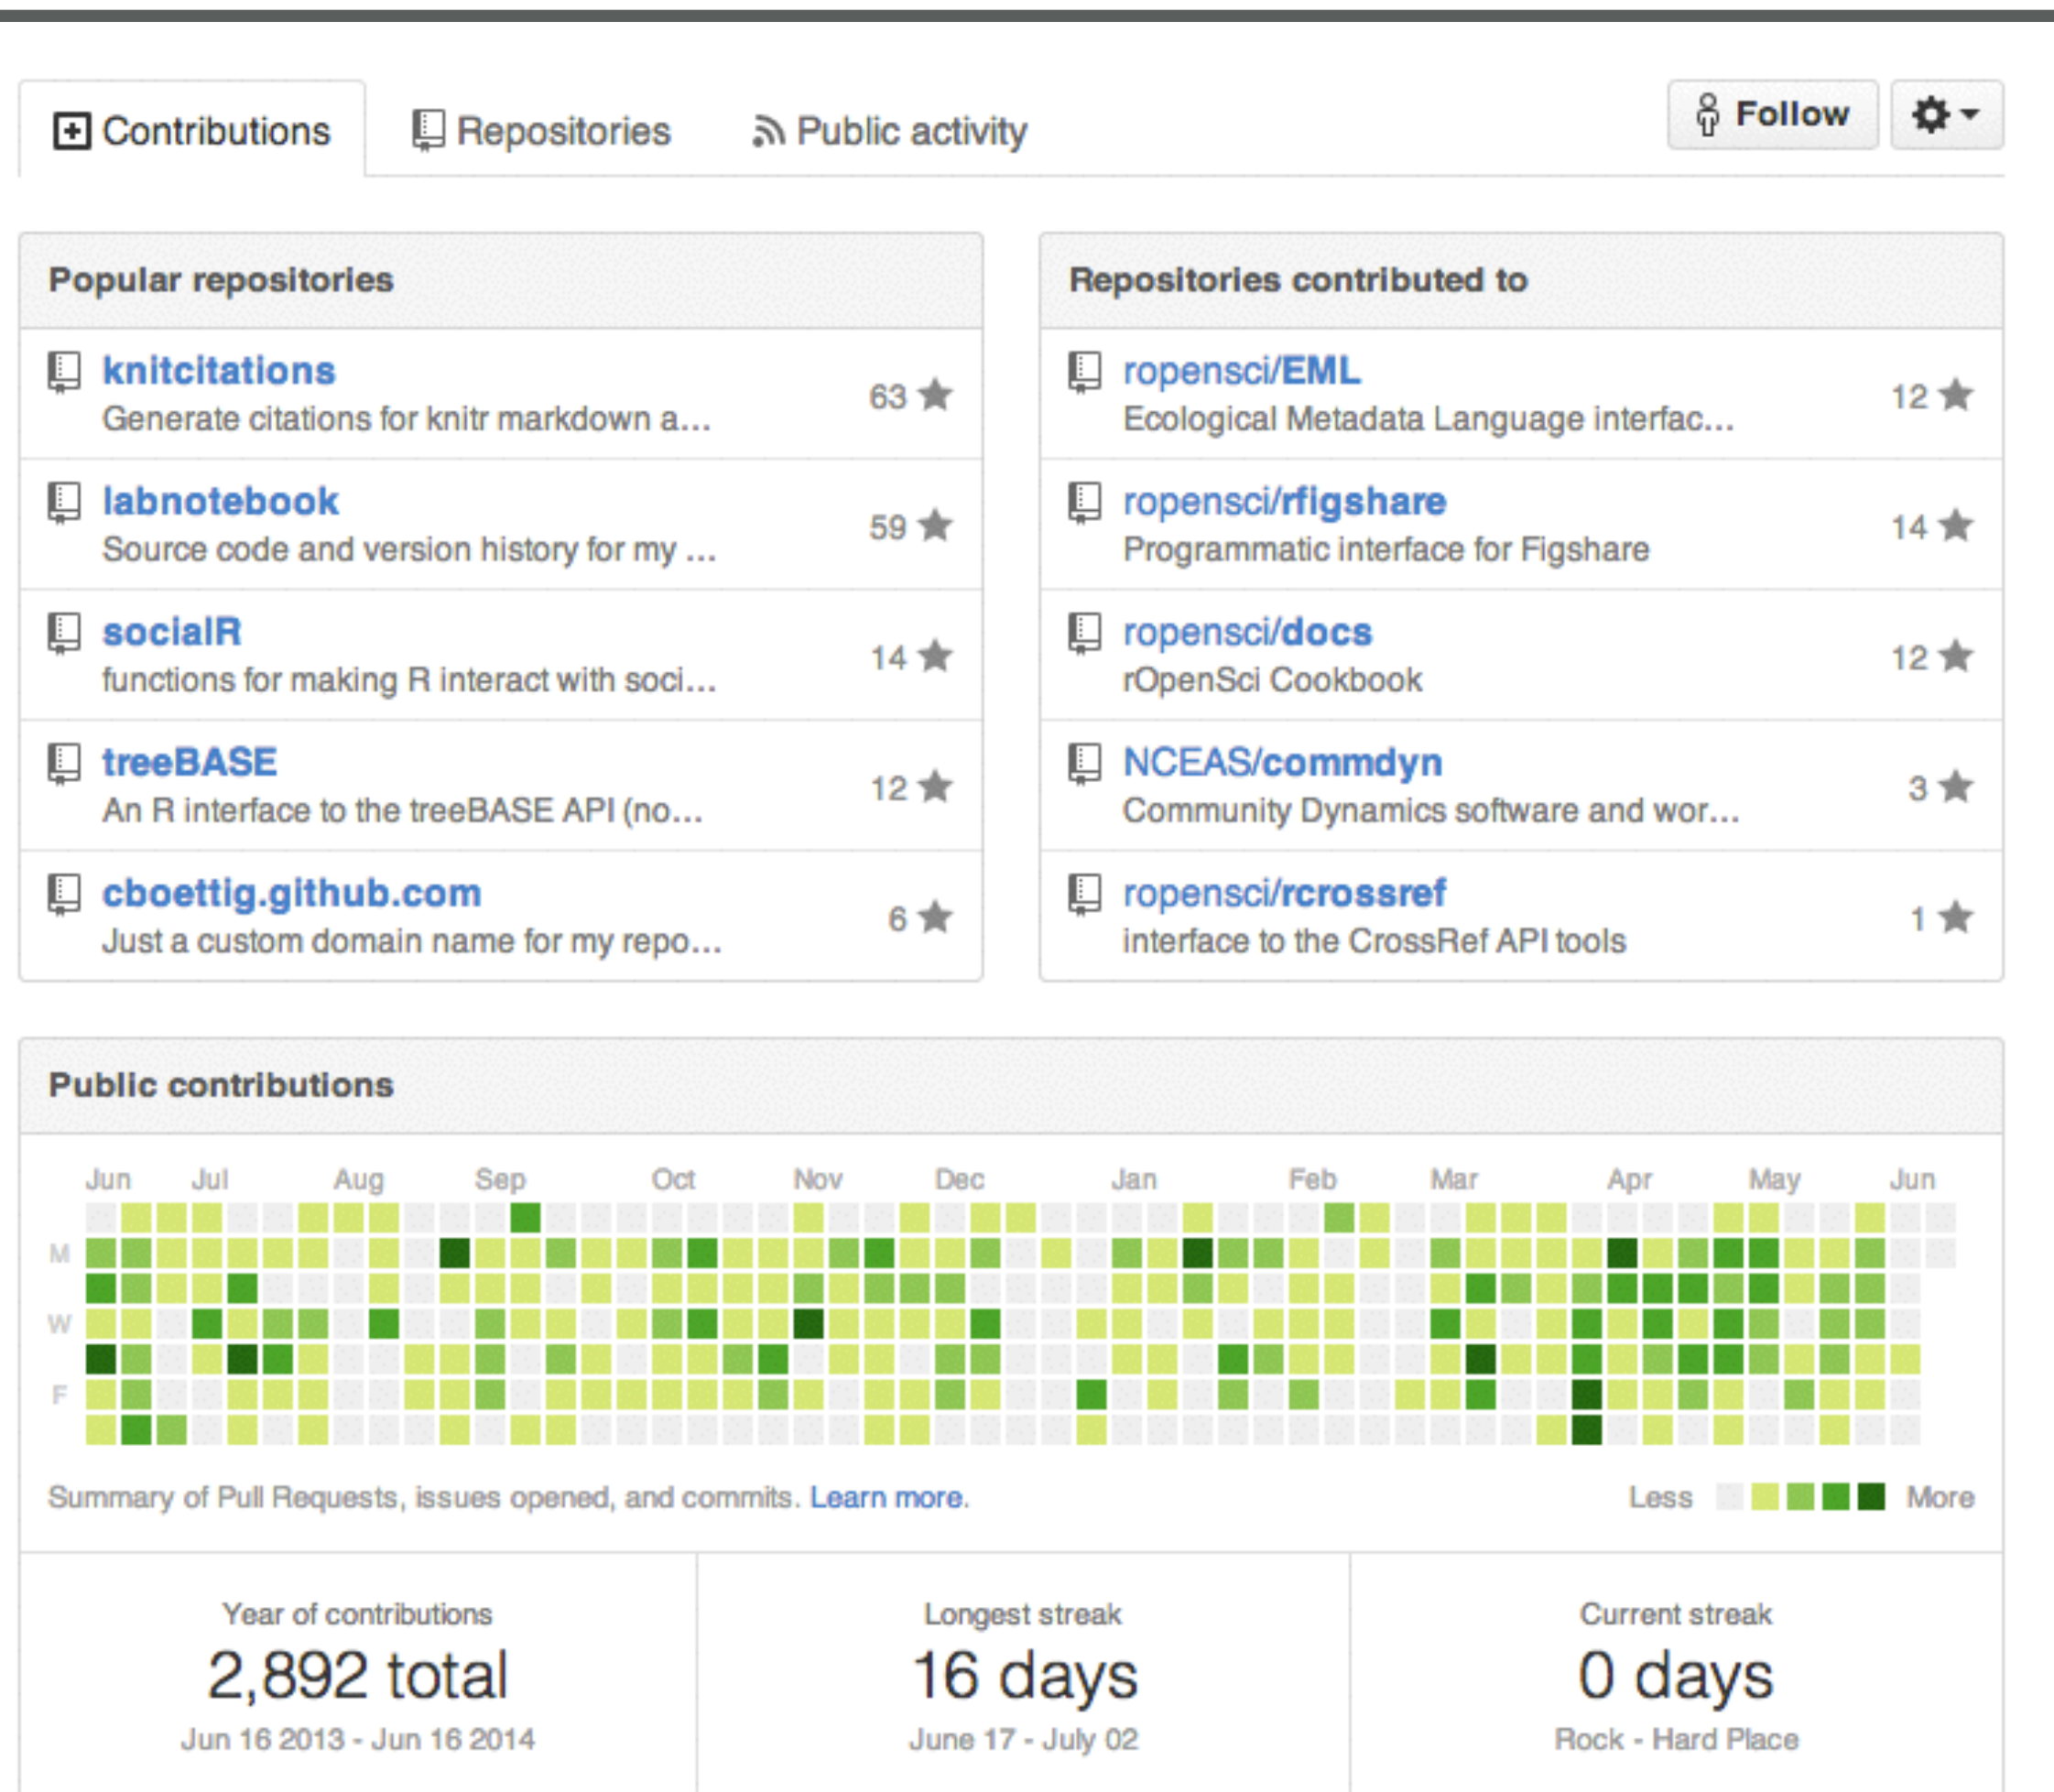 Contributions Repositories Public activity Follow
Popular repositories
knitcitations
Generate citations for knitr markdown a...
63
labnotebook
Source code and version history for my ...
59
socialR
functions for making R interact with soci...
14
treeBASE
An R interface to the treeBASE API (no...
12
cboettig.github.com
Just a custom domain name for my repo...
6
Repositories contributed to
ropensci/EML
Ecological Metadata Language interfac...
12
ropensci/rfigshare
Programmatic interface for Figshare
14
ropensci/docs
rOpenSci Cookbook
12
NCEAS/commdyn
Community Dynamics software and wor...
3
ropensci/rcrossref
interface to the CrossRef API tools
1
Public contributions
Jun Jul Aug Sep Oct Nov Dec Jan Feb Mar Apr May Jun
M
W
F
Summary of Pull Requests, issues opened, and commits. Learn more.
Less More
Year of contributions
2,892 total
Jun 16 2013 - Jun 16 2014
Longest streak
16 days
June 17 - July 02
Current streak
0 days
Rock - Hard Place